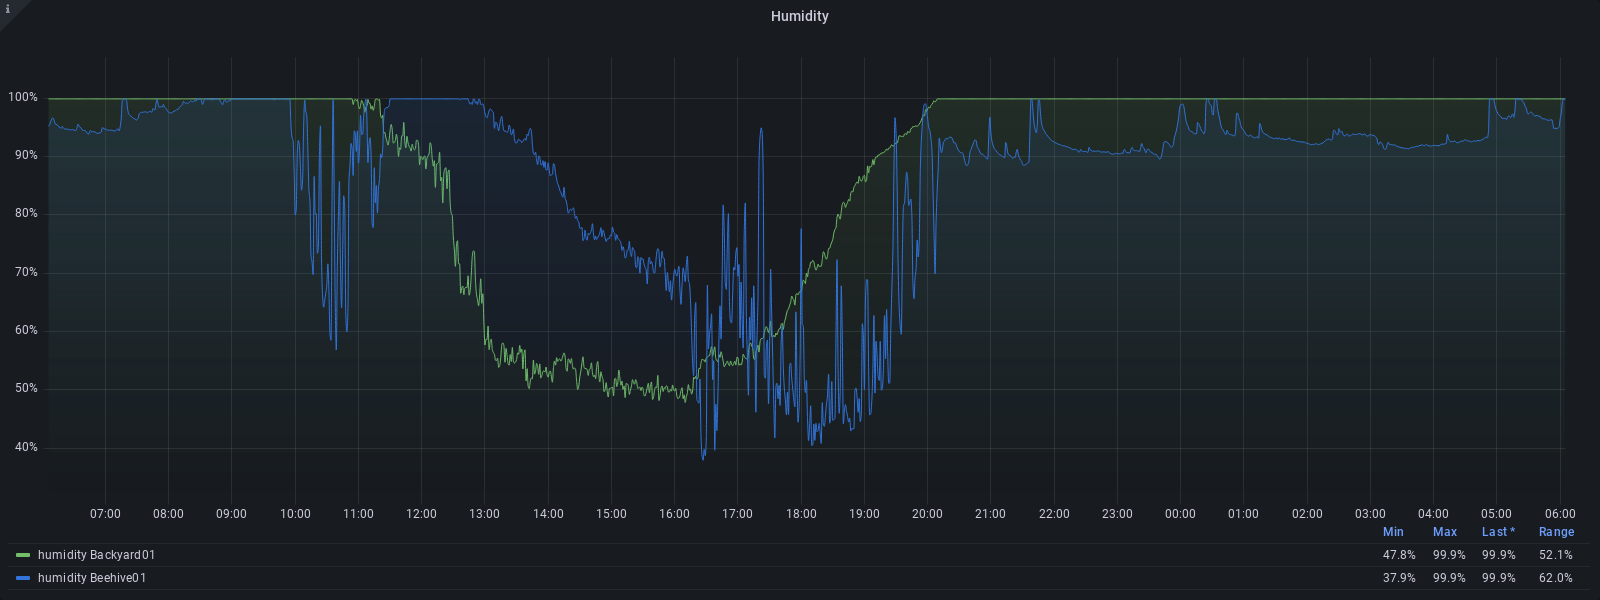 i
Humidity
100%
90%
80%
70%
60%
50%
40%
07:00 08:00 09:00 10:00 11:00 12:00 13:00 14:00 15:00 16:00 17:00 18:00 19:00 20:00 21:00 22:00 23:00 00:00 01:00 02:00 03:00 04:00 05:00 06:00
Min Max Last * Range
humidity Backyard01 47.8% 99.9% 99.9% 52.1%
humidity Beehive01 37.9% 99.9% 99.9% 62.0%